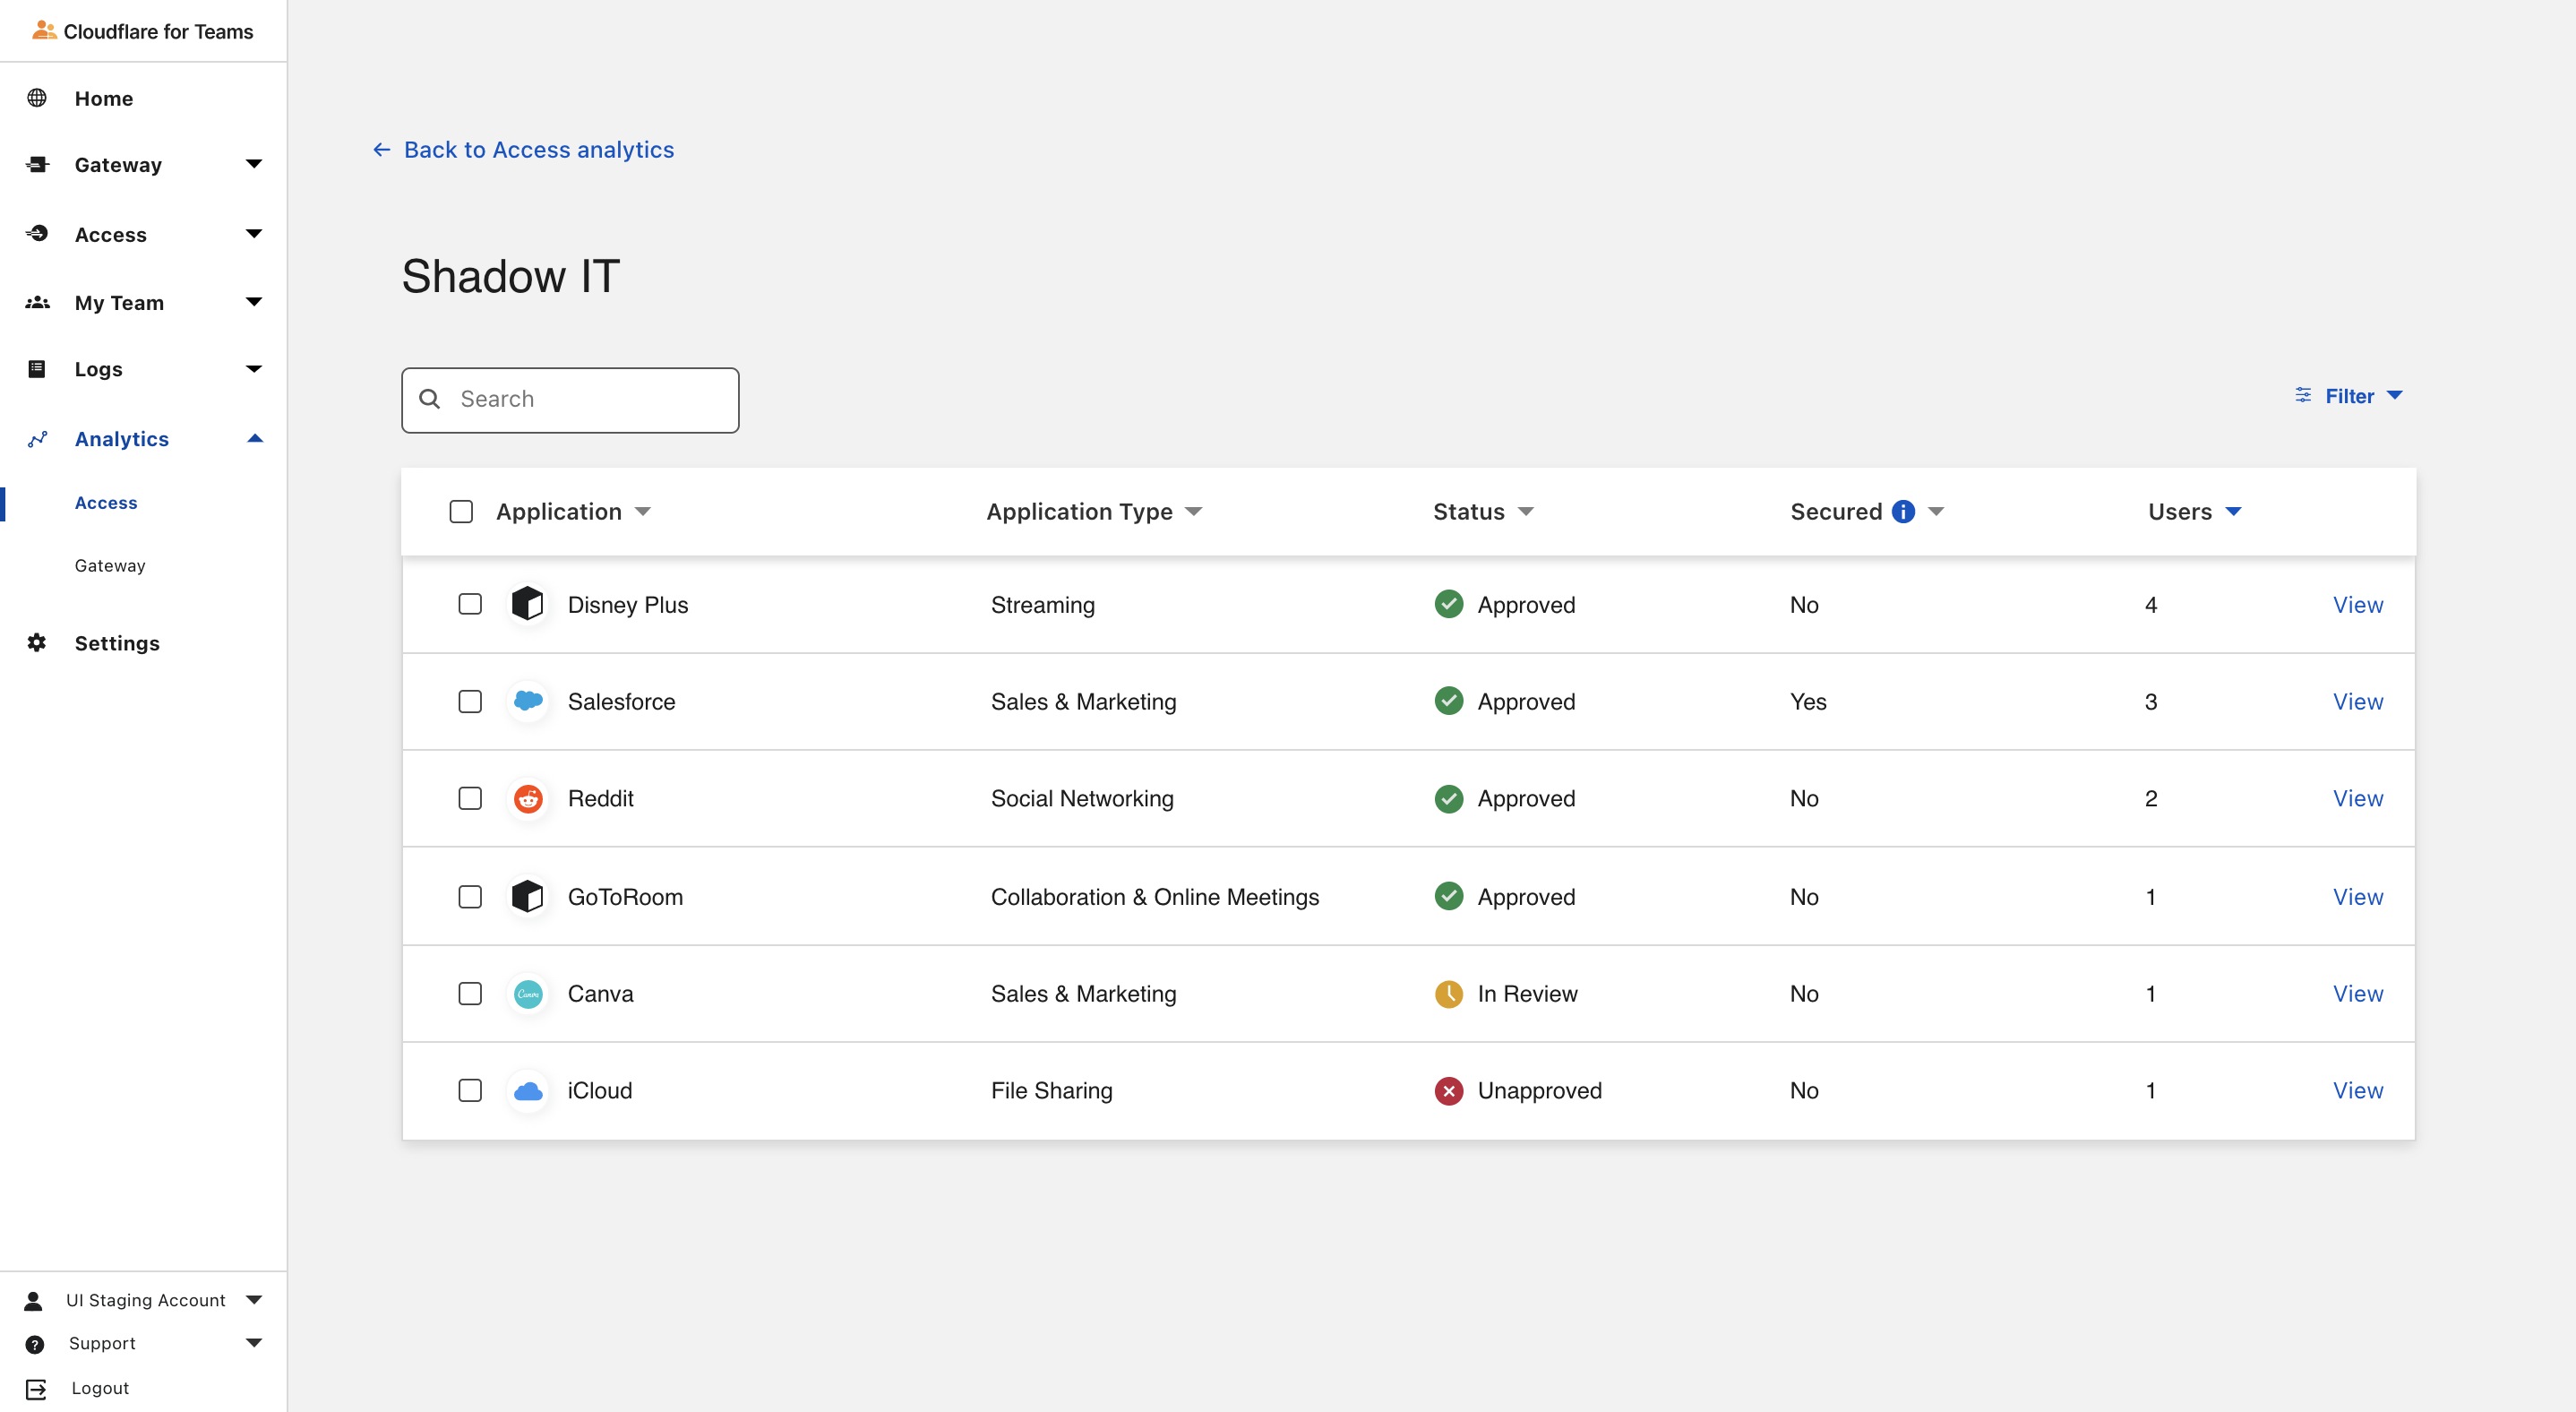 Cloudflare for Teams
Home
Gateway
Access
My Team
Logs
Analytics
Access
Gateway
Settings
UI Staging Account
Support
Logout
Back to Access analytics
Shadow IT
Search
Filter
Application Application Type Status Secured Users
Disney Plus Streaming Approved No 4 View
Salesforce Sales & Marketing Approved Yes 3 View
Reddit Social Networking Approved No 2 View
GoToRoom Collaboration & Online Meetings Approved No 1 View
Canva Sales & Marketing In Review No 1 View
iCloud File Sharing Unapproved No 1 View